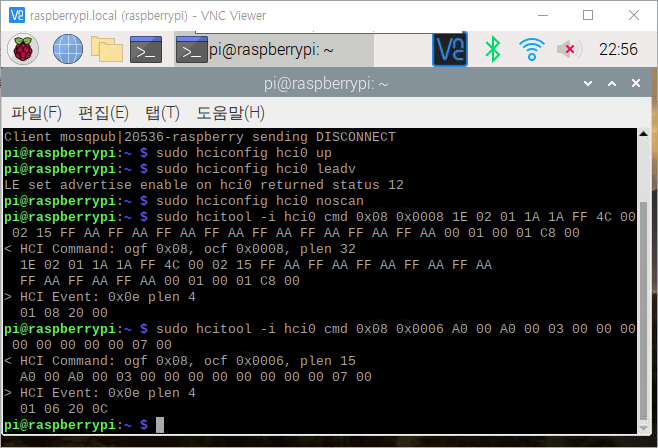 raspberrypi.local (raspberrypi) - VNC Viewer
pi@raspberrypi: ~
22:56
pi@raspberrypi: ~
파일(F) 편집(E) 탭(T) 도움말(H)
Client mosqpub|20536-raspberry sending DISCONNECT
pi@raspberrypi:~ $ sudo hciconfig hci0 up
pi@raspberrypi:~ $ sudo hciconfig hci0 leadv
LE set advertise enable on hci0 returned status 12
pi@raspberrypi:~ $ sudo hciconfig hci0 noscan
pi@raspberrypi:~ $ sudo hcitool -i hci0 cmd 0x08 0x0008 1E 02 01 1A 1A FF 4C 00
02 15 FF AA FF AA FF AA FF AA FF AA FF AA FF AA FF AA 00 01 00 01 C8 00
< HCI Command: ogf 0x08, ocf 0x0008, plen 32
1E 02 01 1A 1A FF 4C 00 02 15 FF AA FF AA FF AA FF AA FF AA
FF AA FF AA FF AA 00 01 00 01 C8 00
> HCI Event: 0x0e plen 4
01 08 20 00
pi@raspberrypi:~ $ sudo hcitool -i hci0 cmd 0x08 0x0006 A0 00 A0 00 03 00 00 00
00 00 00 00 00 07 00
< HCI Command: ogf 0x08, ocf 0x0006, plen 15
A0 00 A0 00 03 00 00 00 00 00 00 00 00 07 00
> HCI Event: 0x0e plen 4
01 06 20 0C
pi@raspberrypi:~ $